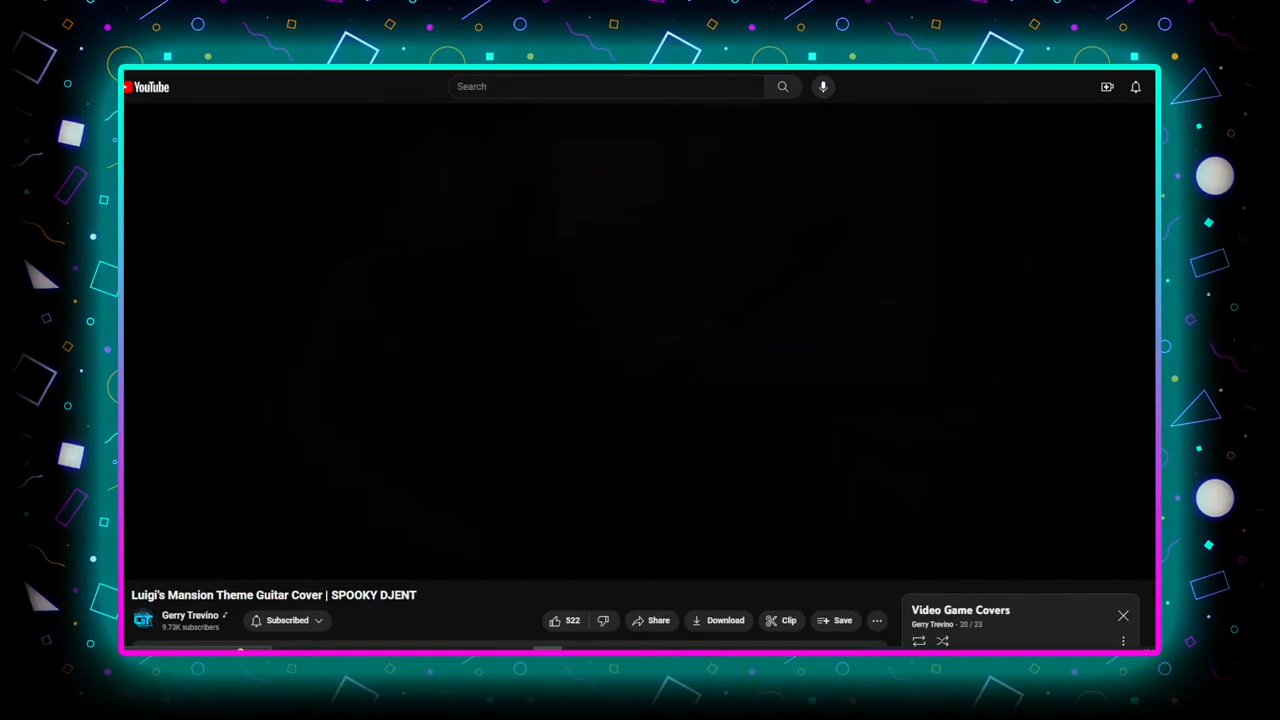 YouTube
Search
Luigi's Mansion Theme Guitar Cover | SPOOKY DJENT
GT
Gerry Trevino
9.73K subscribers
Subscribed
522
Share
Download
Clip
Save
Video Game Covers
Gerry Trevino - 20 / 23